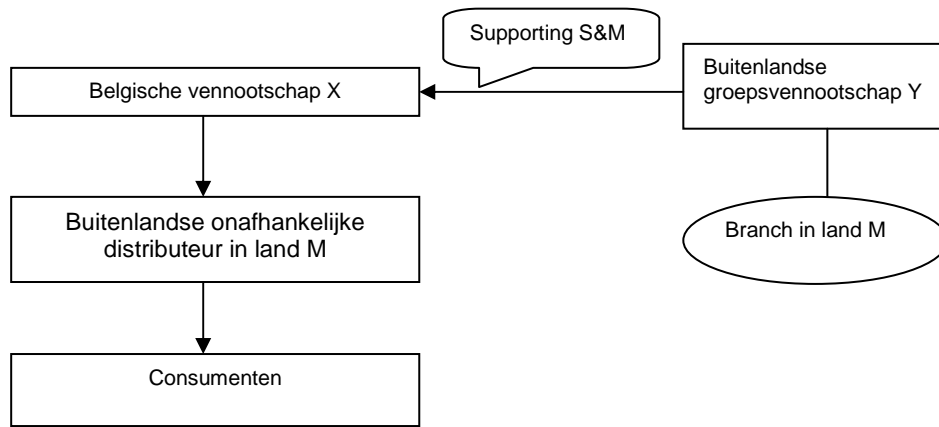 Supporting S&M
Belgische vennootschap X
Buitenlandse
groepsvennootschap Y
Buitenlandse onafhankelijke
distributeur in land M
Branch in land M
Consumenten